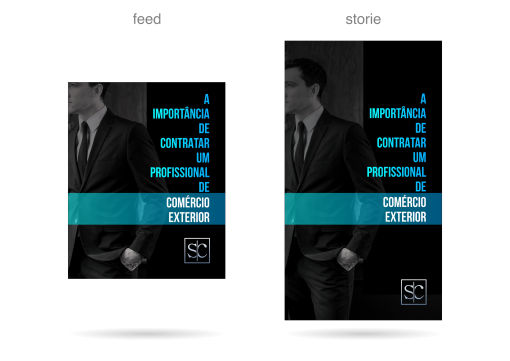 feed
A
IMPORTÂNCIA
DE
CONTRATAR
UM
PROFISSIONAL
DE
COMÉRCIO
EXTERIOR
SC
storie
A
IMPORTÂNCIA
DE
CONTRATAR
UM
PROFISSIONAL
DE
COMÉRCIO
EXTERIOR
SC